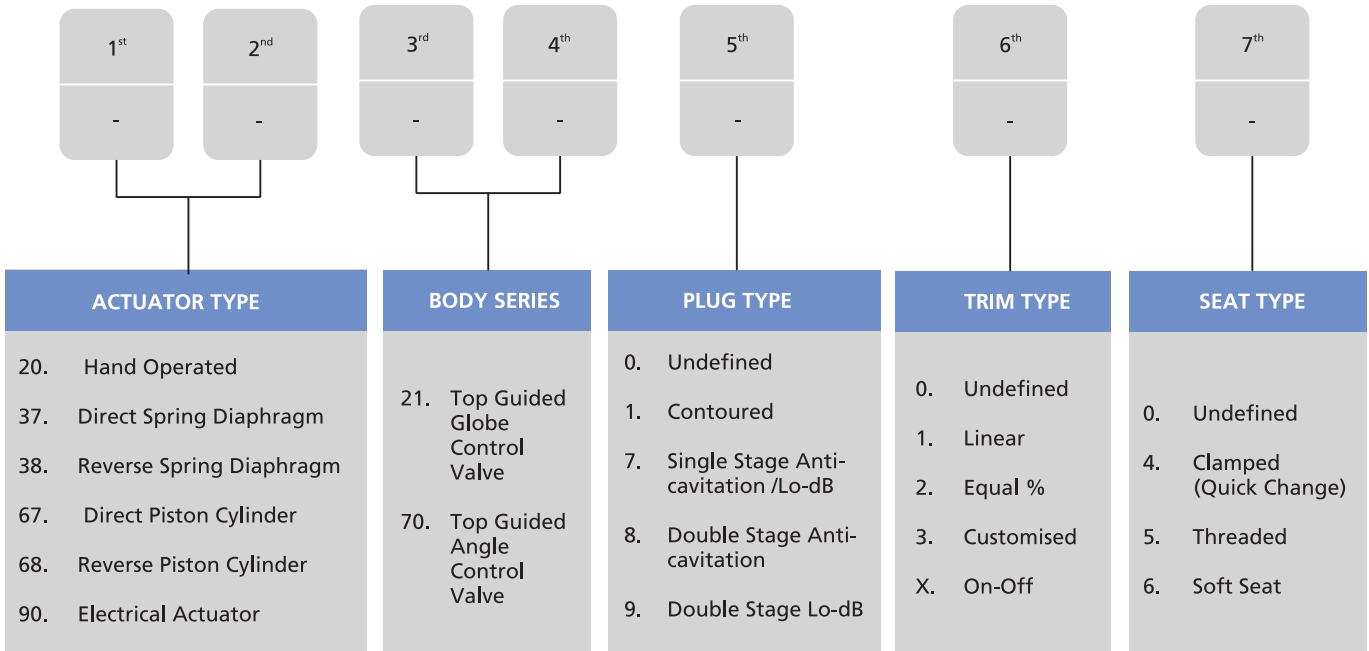 1st 2nd 3rd 4th 5th 6th 7th
- - - - - - -
ACTUATOR TYPE
20. Hand Operated
37. Direct Spring Diaphragm
38. Reverse Spring Diaphragm
67. Direct Piston Cylinder
68. Reverse Piston Cylinder
90. Electrical Actuator
BODY SERIES
21. Top Guided
Globe
Control
Valve
70. Top Guided
Angle
Control
Valve
PLUG TYPE
0. Undefined
1. Contoured
7. Single Stage Anti-
cavitation /Lo-dB
8. Double Stage Anti-
cavitation
9. Double Stage Lo-dB
TRIM TYPE
0. Undefined
1. Linear
2. Equal %
3. Customised
X. On-Off
SEAT TYPE
0. Undefined
4. Clamped
(Quick Change)
5. Threaded
6. Soft Seat